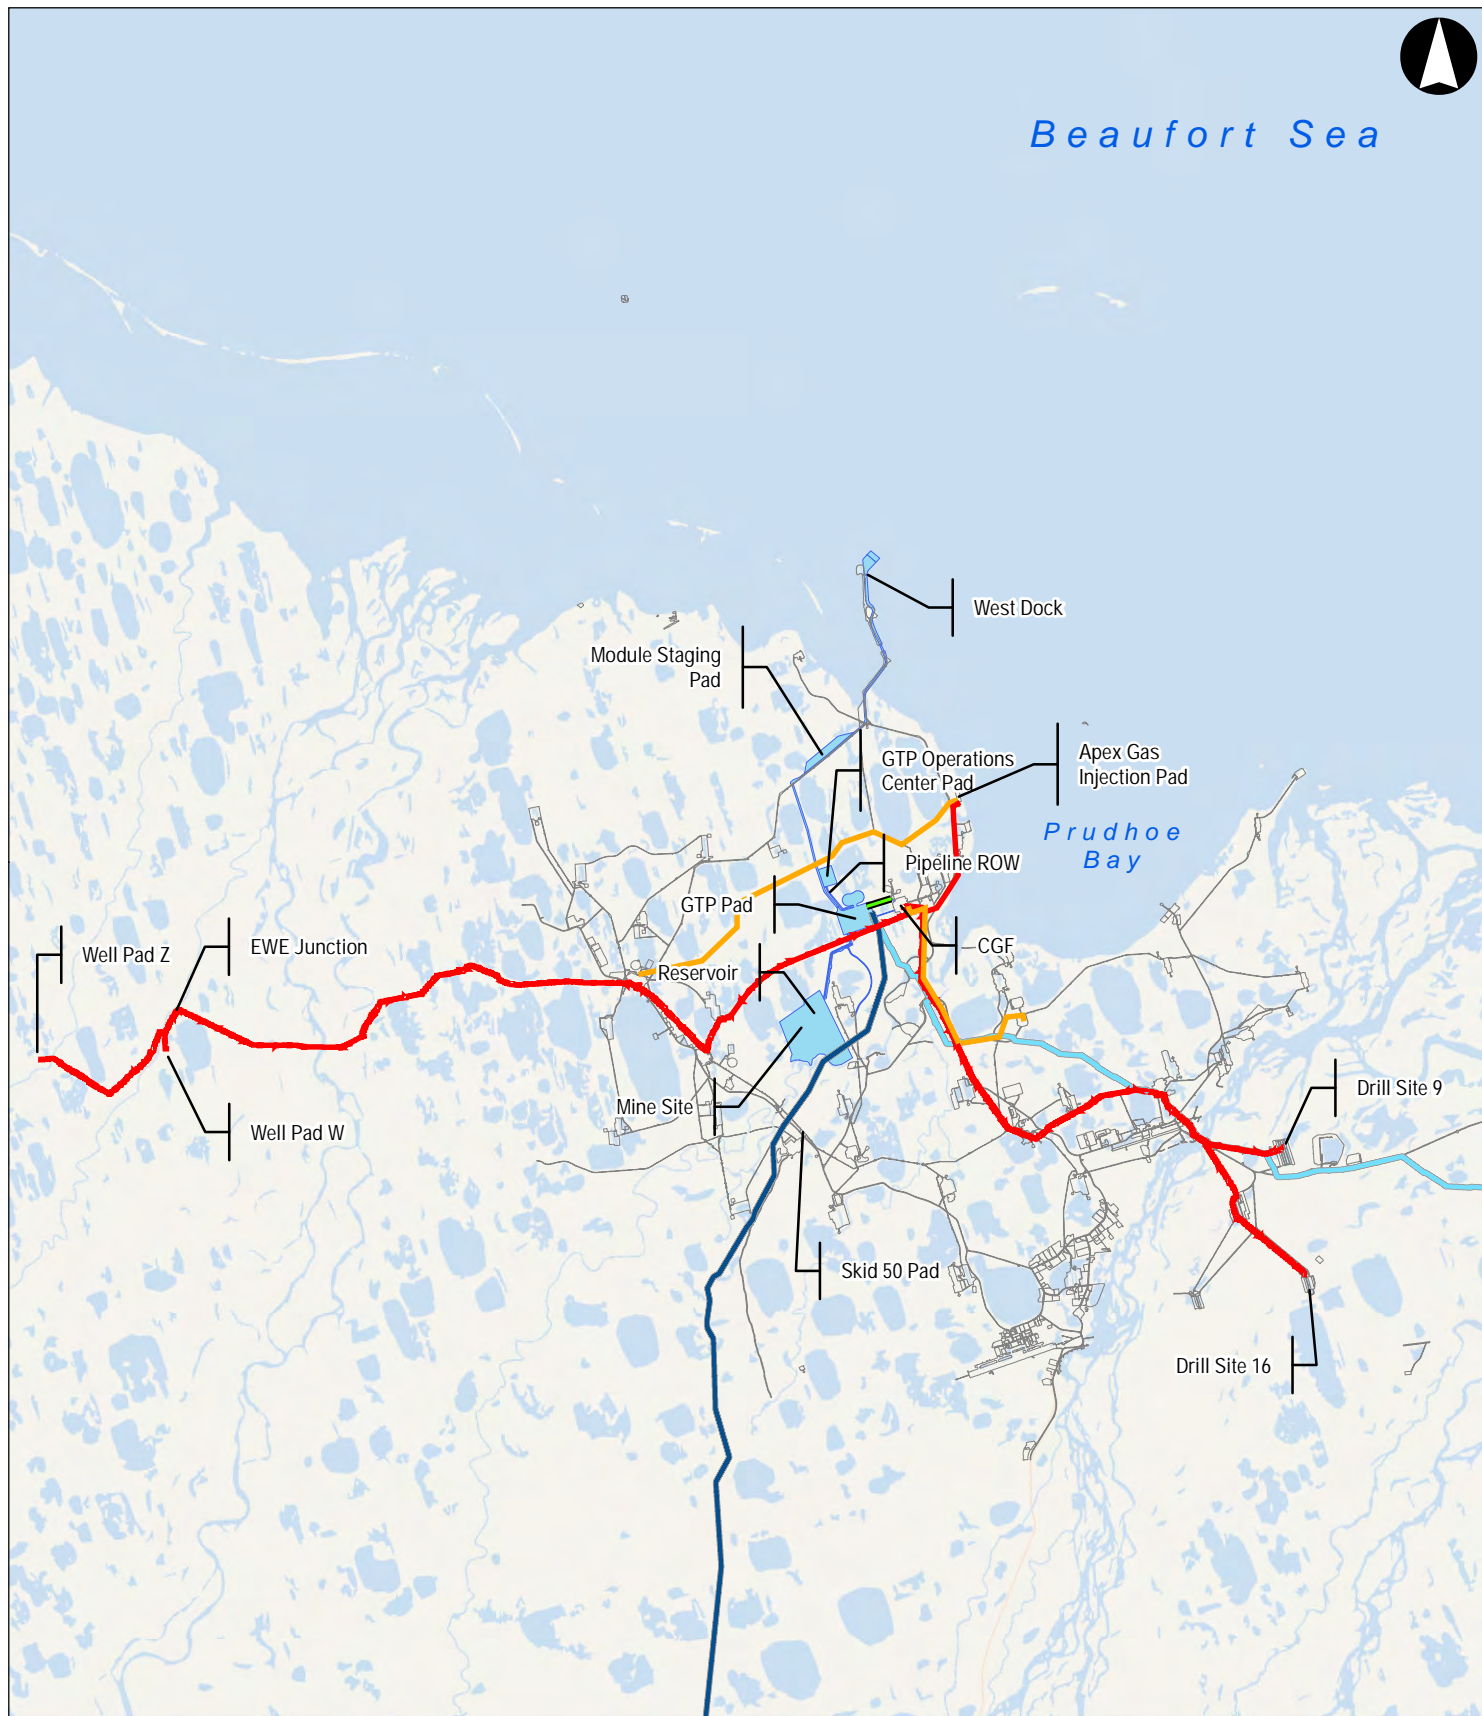 Beaufort Sea
West Dock
Module Staging
Pad
GTP Operations
Center Pad
Apex Gas
Injection Pad
Prudhoe
Bay
Pipeline ROW
GTP Pad
Well Pad Z
EWE Junction
CGF
Reservoir
Drill Site 9
Mine Site
Well Pad W
Skid 50 Pad
Drill Site 16